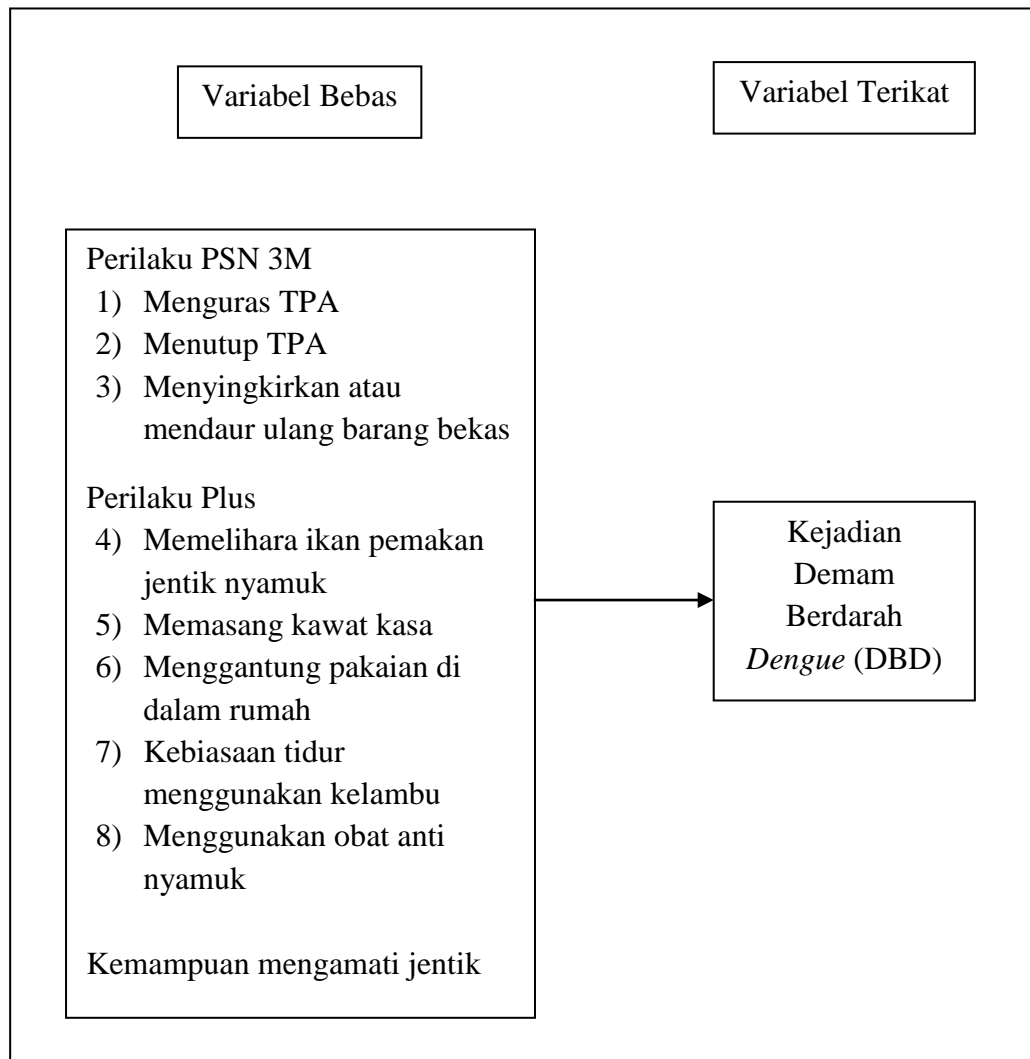 Variabel Bebas
Variabel Terikat
Perilaku PSN 3M
1) Menguras TPA
2) Menutup TPA
3) Menyingkirkan atau
mendaur ulang barang bekas
Perilaku Plus
4) Memelihara ikan pemakan
jentik nyamuk
5) Memasang kawat kasa
6) Menggantung pakaian di
dalam rumah
7) Kebiasaan tidur
menggunakan kelambu
8) Menggunakan obat anti
nyamuk
Kemampuan mengamati jentik
Kejadian
Demam
Berdarah
Dengue (DBD)